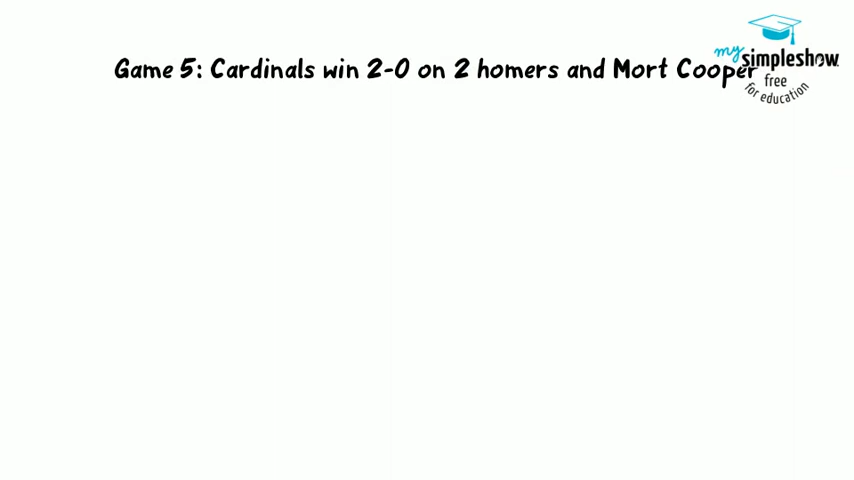 Game 5: Cardinals win 2-0 on 2 homers and Mort Cooper
my
simpleshow
free
for education